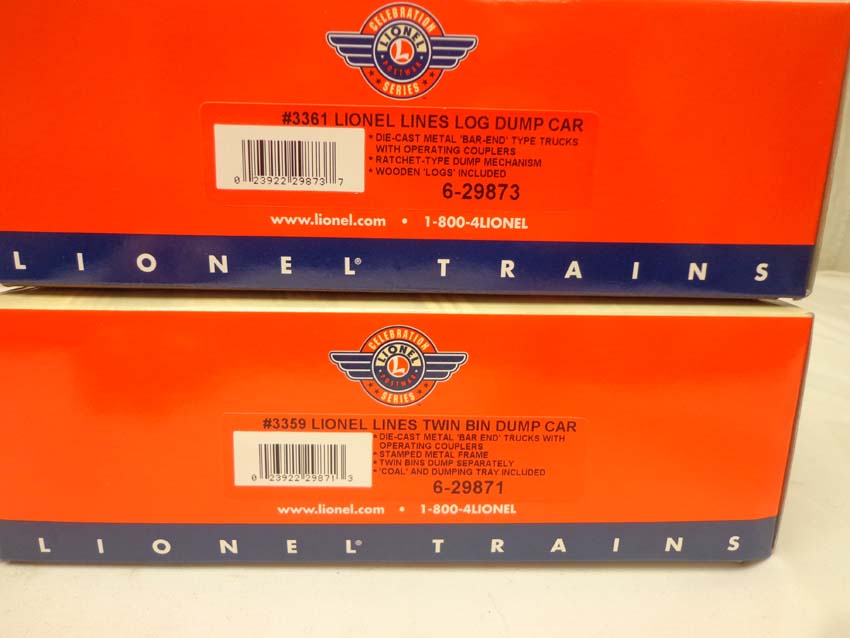 CELEBRATION
LIONEL
L
POSTWAR
SERIES
#3361 LIONEL LINES LOG DUMP CAR
* DIE-CAST METAL 'BAR-END' TYPE TRUCKS
WITH OPERATING COUPLERS
* RATCHET-TYPE DUMP MECHANISM
* WOODEN 'LOGS' INCLUDED
0 23922 29873 7
6-29873
www.lionel.com • 1-800-4LIONEL
LIONEL® TRAINS
CELEBRATION
LIONEL
L
POSTWAR
SERIES
#3359 LIONEL LINES TWIN BIN DUMP CAR
* DIE-CAST METAL 'BAR END' TRUCKS WITH
OPERATING COUPLERS
* STAMPED METAL FRAME
* TWIN BINS DUMP SEPARATELY
* 'COAL' AND DUMPING TRAY INCLUDED
0 23922 29871 3
6-29871
www.lionel.com • 1-800-4LIONEL
LIONEL® TRAINS